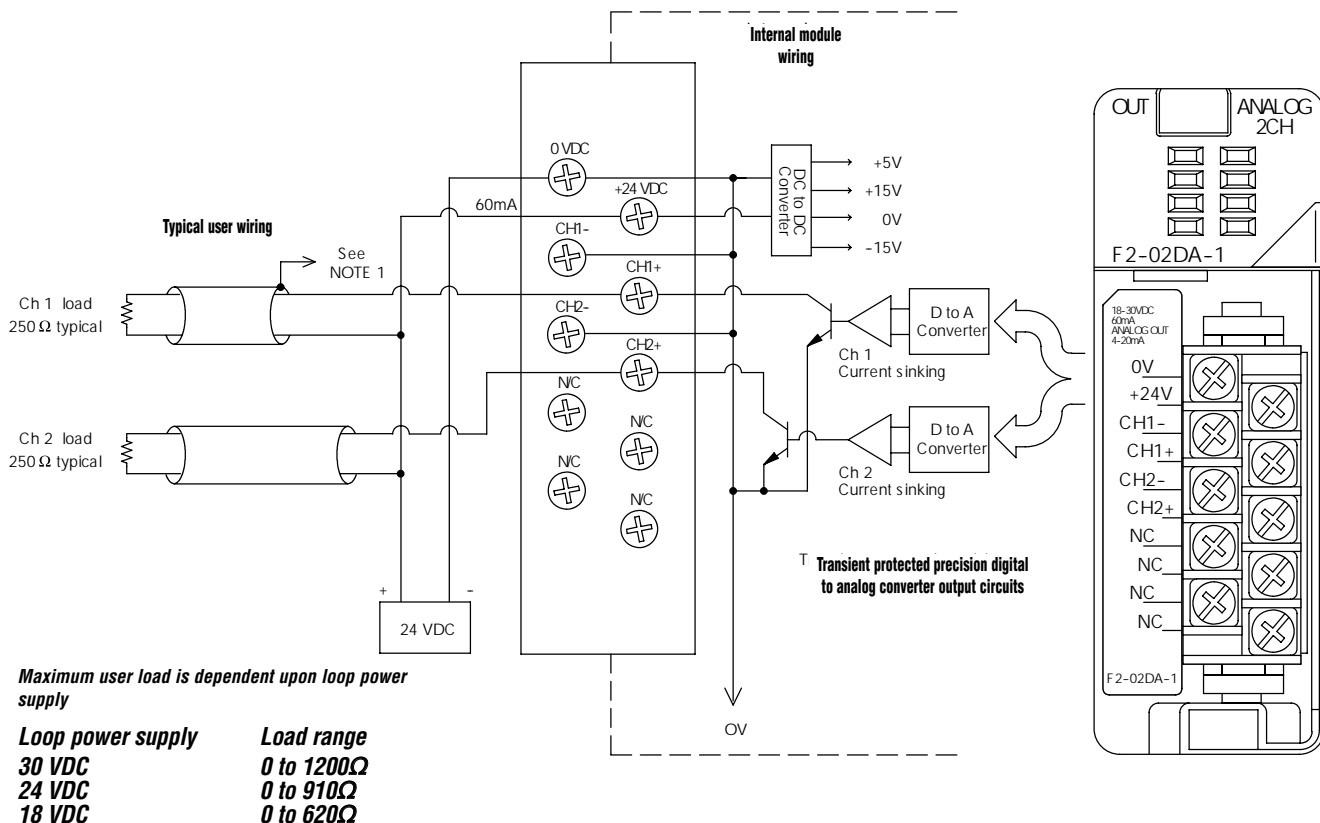 Internal module
wiring
0 VDC
+24 VDC
60mA
CH1-
CH1+
CH2-
CH2+
N/C
N/C
N/C
N/C
DC to DC
Converter
+5V
+15V
0V
-15V
Typical user wiring
See
NOTE 1
Ch 1 load
250 Ω typical
Ch 2 load
250 Ω typical
D to A
Converter
Ch 1
Current sinking
D to A
Converter
Ch 2
Current sinking
T
Transient protected precision digital
to analog converter output circuits
+ -
24 VDC
OV
Maximum user load is dependent upon loop power
supply
Loop power supply Load range
30 VDC 0 to 1200Ω
24 VDC 0 to 910Ω
18 VDC 0 to 620Ω
OUT ANALOG
2CH
F2-02DA-1
18-30VDC
60mA
ANALOG OUT
4-20mA
0V
+24V
CH1-
CH1+
CH2-
CH2+
NC
NC
NC
NC
F2-02DA-1